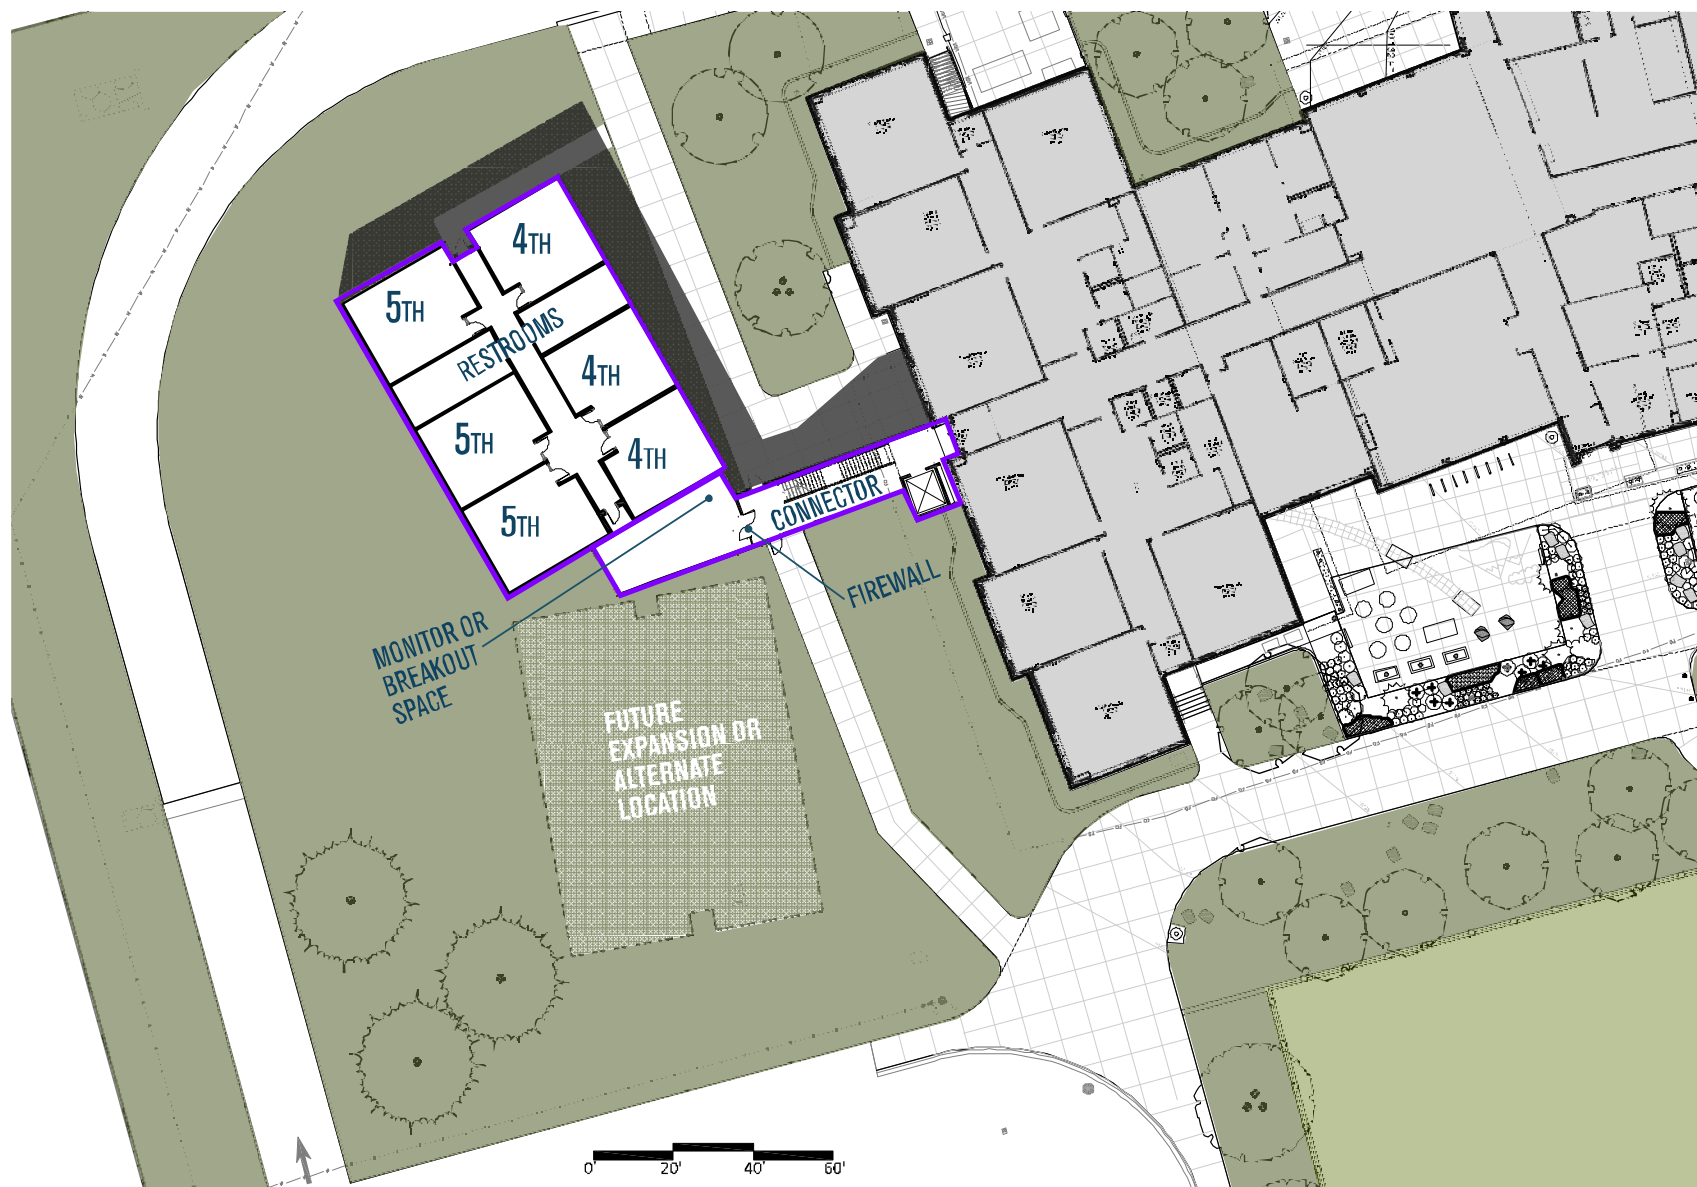 4TH
5TH
RESTROOMS
4TH
5TH
4TH
5TH
CONNECTOR
FIREWALL
MONITOR OR
BREAKOUT
SPACE
FUTURE
EXPANSION OR
ALTERNATE
LOCATION
0'
20'
40'
60'